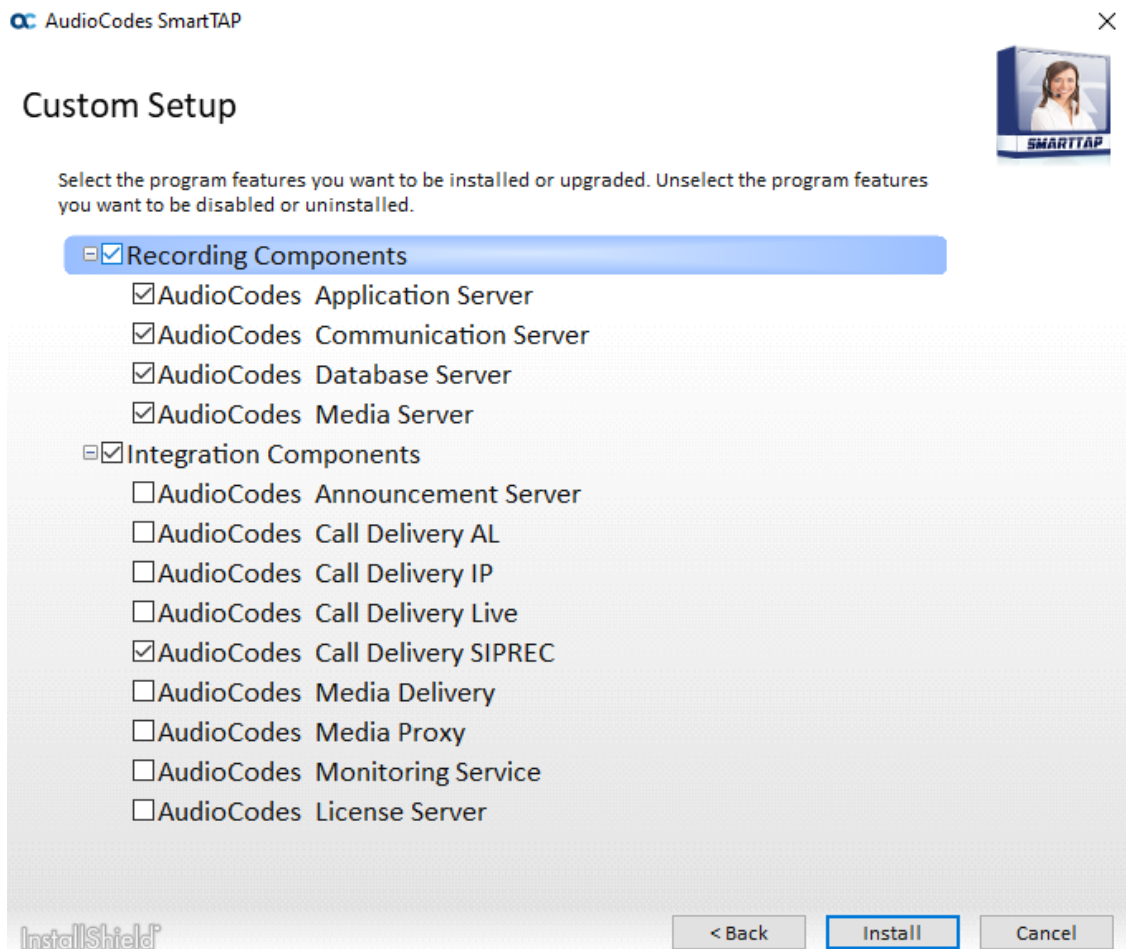 AudioCodes SmartTAP
Custom Setup
SMARTTAP
Select the program features you want to be installed or upgraded. Unselect the program features
you want to be disabled or uninstalled.
Recording Components
AudioCodes Application Server
AudioCodes Communication Server
AudioCodes Database Server
AudioCodes Media Server
Integration Components
AudioCodes Announcement Server
AudioCodes Call Delivery AL
AudioCodes Call Delivery IP
AudioCodes Call Delivery Live
AudioCodes Call Delivery SIPREC
AudioCodes Media Delivery
AudioCodes Media Proxy
AudioCodes Monitoring Service
AudioCodes License Server
InstallShield
< Back
Install
Cancel